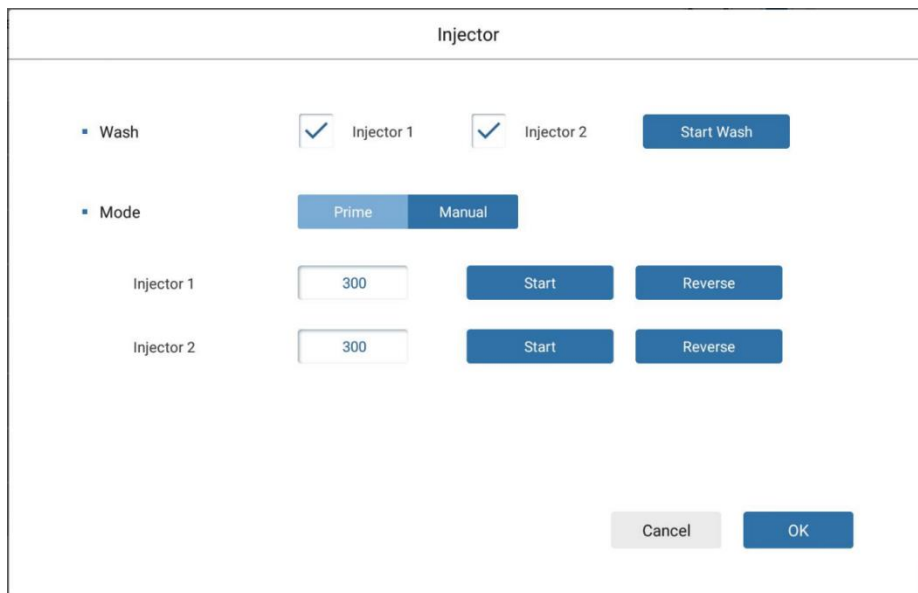 Injector
Wash Injector 1 Injector 2 Start Wash
Mode Prime Manual
Injector 1 300 Start Reverse
Injector 2 300 Start Reverse
Cancel OK